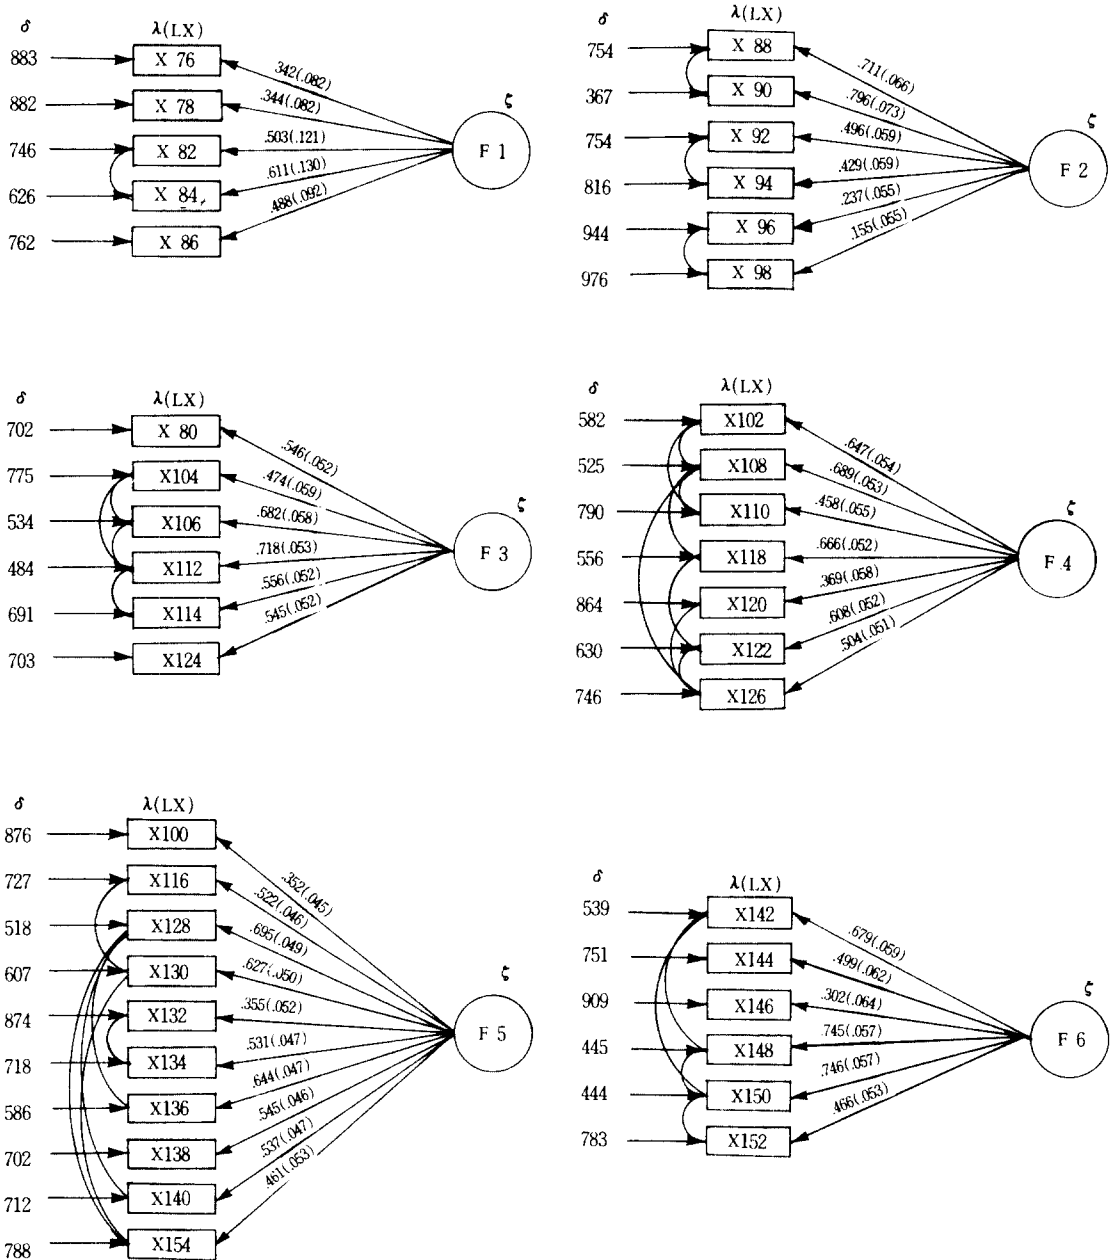 δ λ(LX)
883 X 76 .342(.082)
882 X 78 .344(.082)
746 X 82 .503(.121)
626 X 84 .611(.130)
762 X 86 .488(.092)
ζ
F 1
δ λ(LX)
754 X 88 .711(.066)
367 X 90 .796(.073)
754 X 92 .496(.059)
816 X 94 .429(.059)
944 X 96 .237(.055)
976 X 98 .155(.055)
ζ
F 2
δ λ(LX)
702 X 80 .546(.052)
775 X104 .474(.059)
534 X106 .682(.058)
484 X112 .718(.053)
691 X114 .556(.052)
703 X124 .545(.052)
ζ
F 3
δ λ(LX)
582 X102 .647(.054)
525 X108 .689(.053)
790 X110 .458(.055)
556 X118 .666(.052)
864 X120 .369(.058)
630 X122 .608(.052)
746 X126 .504(.051)
ζ
F 4
δ λ(LX)
876 X100 .352(.045)
727 X116 .522(.046)
518 X128 .695(.049)
607 X130 .627(.050)
874 X132 .355(.052)
718 X134 .531(.047)
586 X136 .644(.047)
702 X138 .545(.046)
712 X140 .537(.047)
788 X154 .461(.053)
ζ
F 5
δ λ(LX)
539 X142 .679(.059)
751 X144 .499(.062)
909 X146 .302(.064)
445 X148 .745(.057)
444 X150 .746(.057)
783 X152 .466(.053)
ζ
F 6